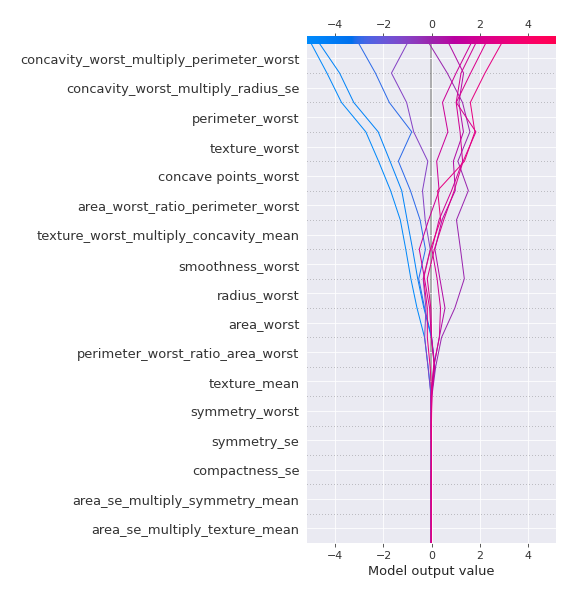 −4 −2 0 2 4
concavity_worst_multiply_perimeter_worst
concavity_worst_multiply_radius_se
perimeter_worst
texture_worst
concave points_worst
area_worst_ratio_perimeter_worst
texture_worst_multiply_concavity_mean
smoothness_worst
radius_worst
area_worst
perimeter_worst_ratio_area_worst
texture_mean
symmetry_worst
symmetry_se
compactness_se
area_se_multiply_symmetry_mean
area_se_multiply_texture_mean
−4 −2 0 2 4
Model output value